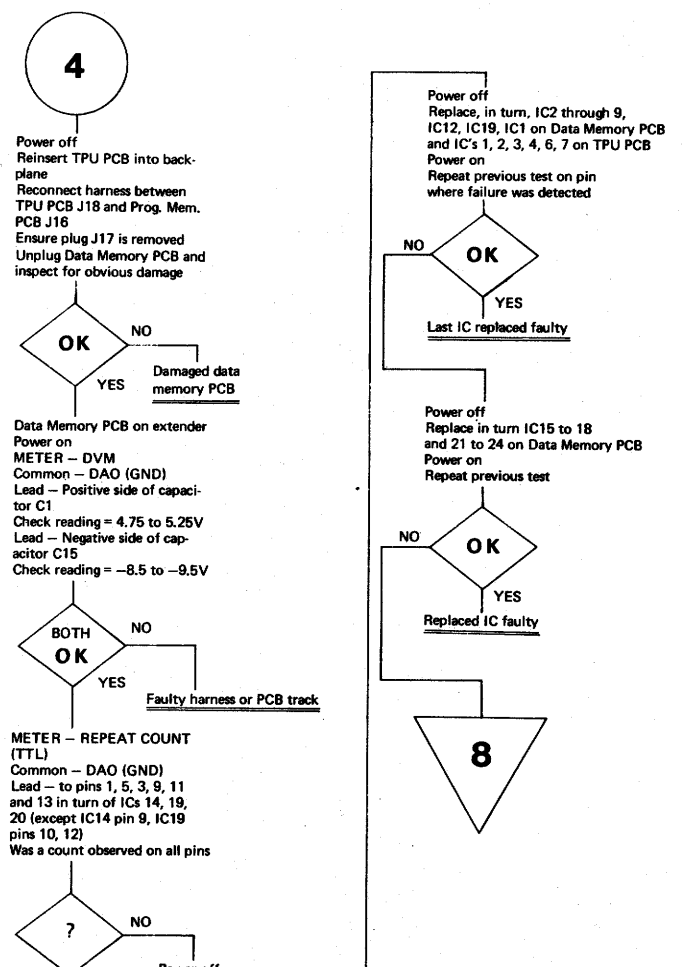 4
Power off
Reinsert TPU PCB into back-
plane
Reconnect harness between
TPU PCB J18 and Prog. Mem.
PCB J16
Ensure plug J17 is removed
Unplug Data Memory PCB and
inspect for obvious damage
OK
NO
YES
Damaged data
memory PCB
Data Memory PCB on extender
Power on
METER — DVM
Common — DAO (GND)
Lead — Positive side of capaci-
tor C1
Check reading = 4.75 to 5.25V
Lead — Negative side of cap-
acitor C15
Check reading = −8.5 to −9.5V
BOTH
OK
NO
YES
Faulty harness or PCB track
METER — REPEAT COUNT
(TTL)
Common — DAO (GND)
Lead — to pins 1, 5, 3, 9, 11
and 13 in turn of ICs 14, 19,
20 (except IC14 pin 9, IC19
pins 10, 12)
Was a count observed on all pins
?
NO
Power off
Power off
Replace, in turn, IC2 through 9,
IC12, IC19, IC1 on Data Memory PCB
and IC's 1, 2, 3, 4, 6, 7 on TPU PCB
Power on
Repeat previous test on pin
where failure was detected
NO
OK
YES
Last IC replaced faulty
Power off
Replace in turn IC15 to 18
and 21 to 24 on Data Memory PCB
Power on
Repeat previous test
NO
OK
YES
Replaced IC faulty
8